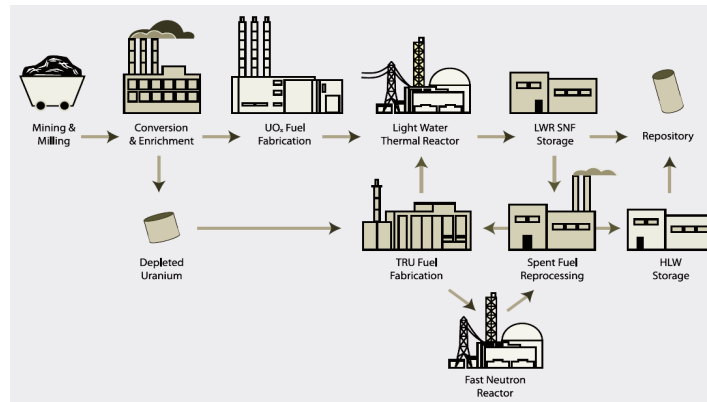 Mining &
Milling
Conversion
& Enrichment
UOₓ Fuel
Fabrication
Light Water
Thermal Reactor
LWR SNF
Storage
Repository
Depleted
Uranium
TRU Fuel
Fabrication
Spent Fuel
Reprocessing
HLW
Storage
Fast Neutron
Reactor